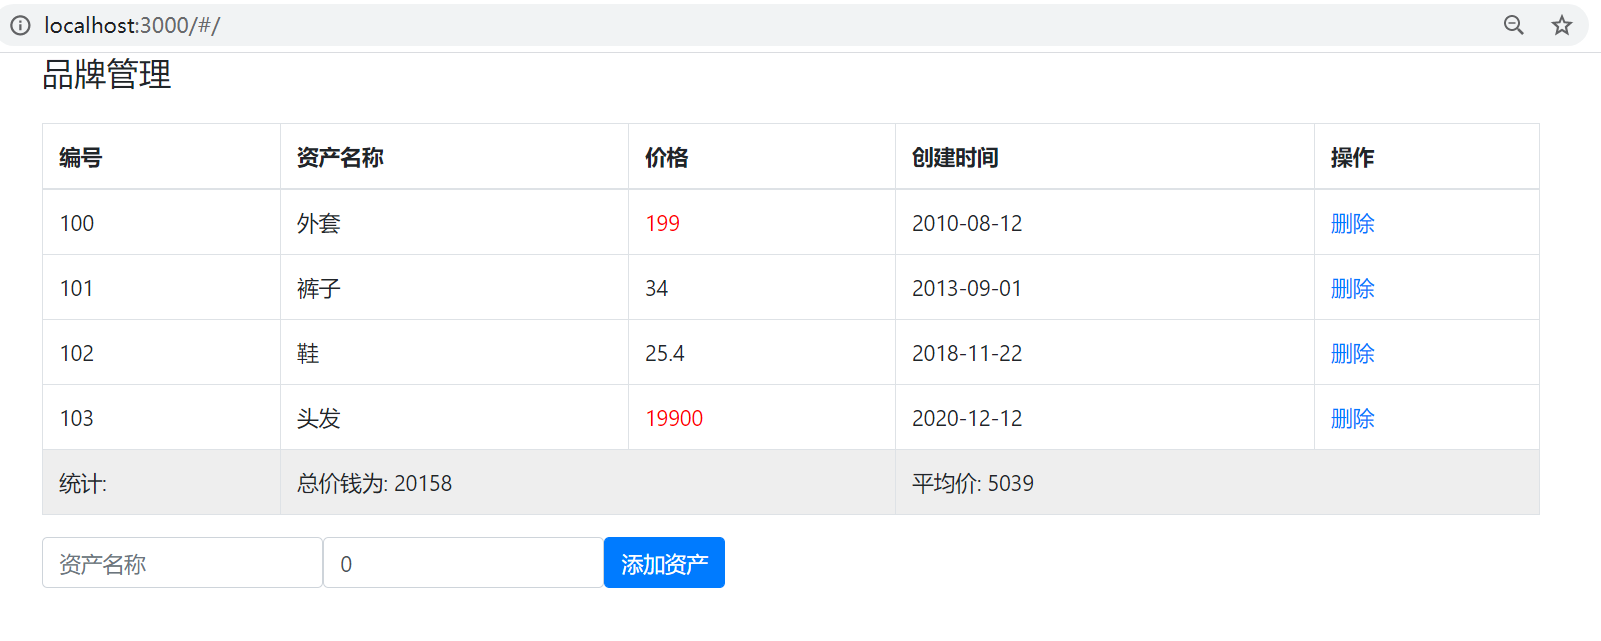 localhost:3000/#/
品牌管理
编号 资产名称 价格 创建时间 操作
100 外套 199 2010-08-12 删除
101 裤子 34 2013-09-01 删除
102 鞋 25.4 2018-11-22 删除
103 头发 19900 2020-12-12 删除
统计: 总价钱为: 20158 平均价: 5039
资产名称 0 添加资产